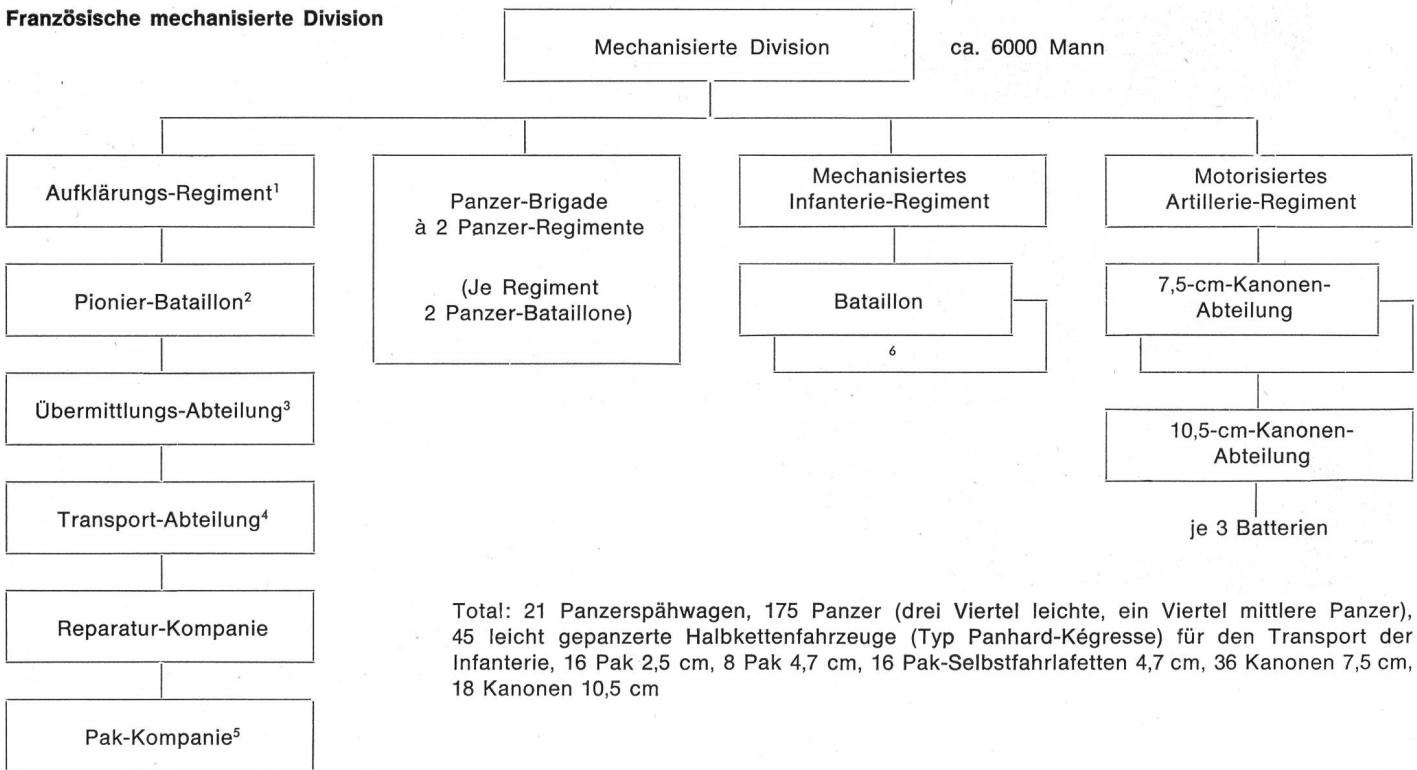 Französische mechanisierte Division
Mechanisierte Division
ca. 6000 Mann
Aufklärungs-Regiment¹
Pionier-Bataillon²
Übermittlungs-Abteilung³
Transport-Abteilung⁴
Reparatur-Kompanie
Pak-Kompanie⁵
Panzer-Brigade
à 2 Panzer-Regimente
(Je Regiment
2 Panzer-Bataillone)
Mechanisiertes
Infanterie-Regiment
Bataillon
6
Motorisiertes
Artillerie-Regiment
7,5-cm-Kanonen-
Abteilung
10,5-cm-Kanonen-
Abteilung
je 3 Batterien
Total: 21 Panzerspähwagen, 175 Panzer (drei Viertel leichte, ein Viertel mittlere Panzer),
45 leicht gepanzerte Halbkettenfahrzeuge (Typ Panhard-Kégresse) für den Transport der
Infanterie, 16 Pak 2,5 cm, 8 Pak 4,7 cm, 16 Pak-Selbstfahrlafetten 4,7 cm, 36 Kanonen 7,5 cm,
18 Kanonen 10,5 cm